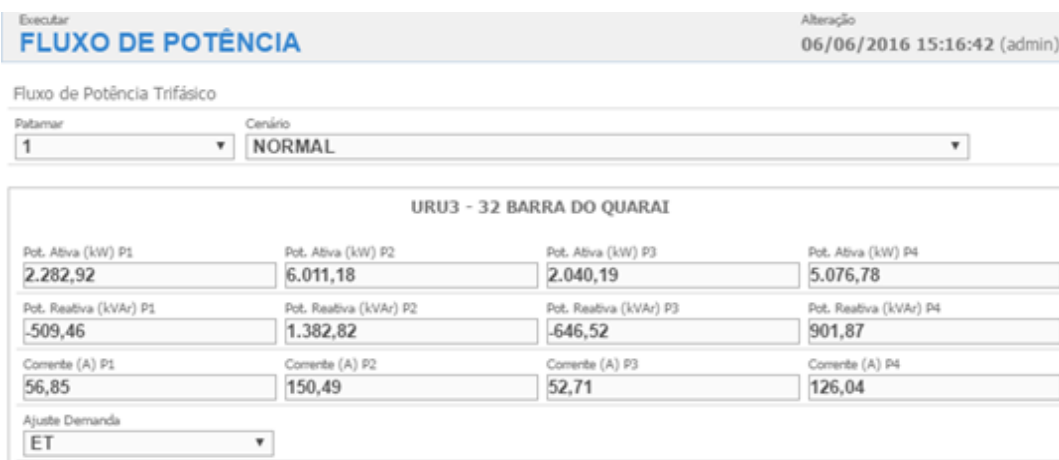 Executar
FLUXO DE POTÊNCIA
Alteração
06/06/2016 15:16:42 (admin)
Fluxo de Potência Trifásico
Patamar Cenário
1 NORMAL
URU3 - 32 BARRA DO QUARAI
Pot. Ativa (kW) P1 Pot. Ativa (kW) P2 Pot. Ativa (kW) P3 Pot. Ativa (kW) P4
2.282,92 6.011,18 2.040,19 5.076,78
Pot. Reativa (kVAr) P1 Pot. Reativa (kVAr) P2 Pot. Reativa (kVAr) P3 Pot. Reativa (kVAr) P4
-509,46 1.382,82 -646,52 901,87
Corrente (A) P1 Corrente (A) P2 Corrente (A) P3 Corrente (A) P4
56,85 150,49 52,71 126,04
Ajuste Demanda
ET